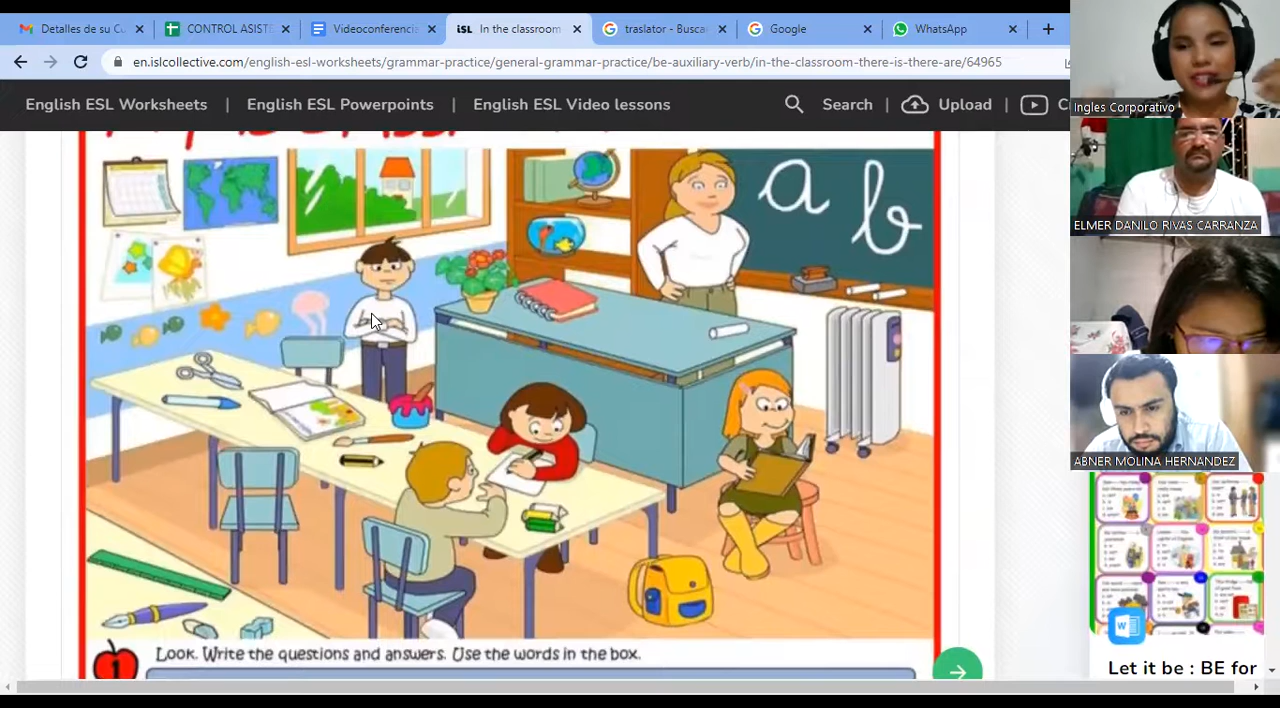 Detalles de su Cu
CONTROL ASIST
Videoconferencia
iSL In the classroom
traslator - Busca
Google
WhatsApp
en.islcollective.com/english-esl-worksheets/grammar-practice/general-grammar-practice/be-auxiliary-verb/in-the-classroom-there-is-there-are/64965
English ESL Worksheets | English ESL Powerpoints | English ESL Video lessons
Search | Upload |
a b
1 Look. Write the questions and answers. Use the words in the box.
Ingles Corporativo
ELMER DANILO RIVAS CARRANZA
ABNER MOLINA HERNANDEZ
W
Let it be : BE for